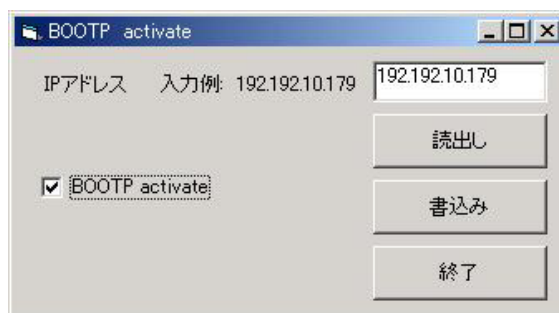 BOOTP activate
IPアドレス 入力例: 192.192.10.179 192.192.10.179
読出し
BOOTP activate
書込み
終了